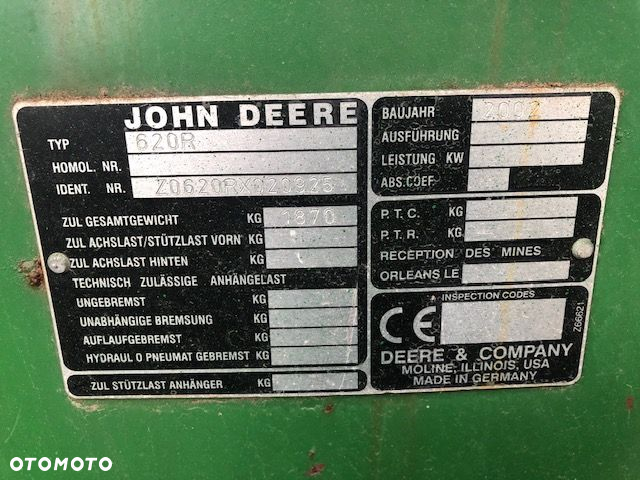 JOHN DEERE
TYP 620R
HOMOL. NR.
IDENT. NR. Z0620RX020925
ZUL GESAMTGEWICHT KG 1870
ZUL ACHSLAST/STÜTZLAST VORN KG
ZUL ACHSLAST HINTEN KG
TECHNISCH ZULÄSSIGE ANHÄNGELAST
UNGEBREMST KG
UNABHÄNGIGE BREMSUNG KG
AUFLAUFGEBREMST KG
HYDRAUL O PNEUMAT GEBREMST KG
ZUL STÜTZLAST ANHÄNGER KG
BAUJAHR 2002
AUSFÜHRUNG
LEISTUNG KW
ABS.COEF.
P. T. C. KG
P. T. R. KG
RECEPTION DES MINES
ORLEANS LE
INSPECTION CODES
CE
Z66621
DEERE & COMPANY
MOLINE, ILLINOIS, USA
MADE IN GERMANY
OTOMOTO